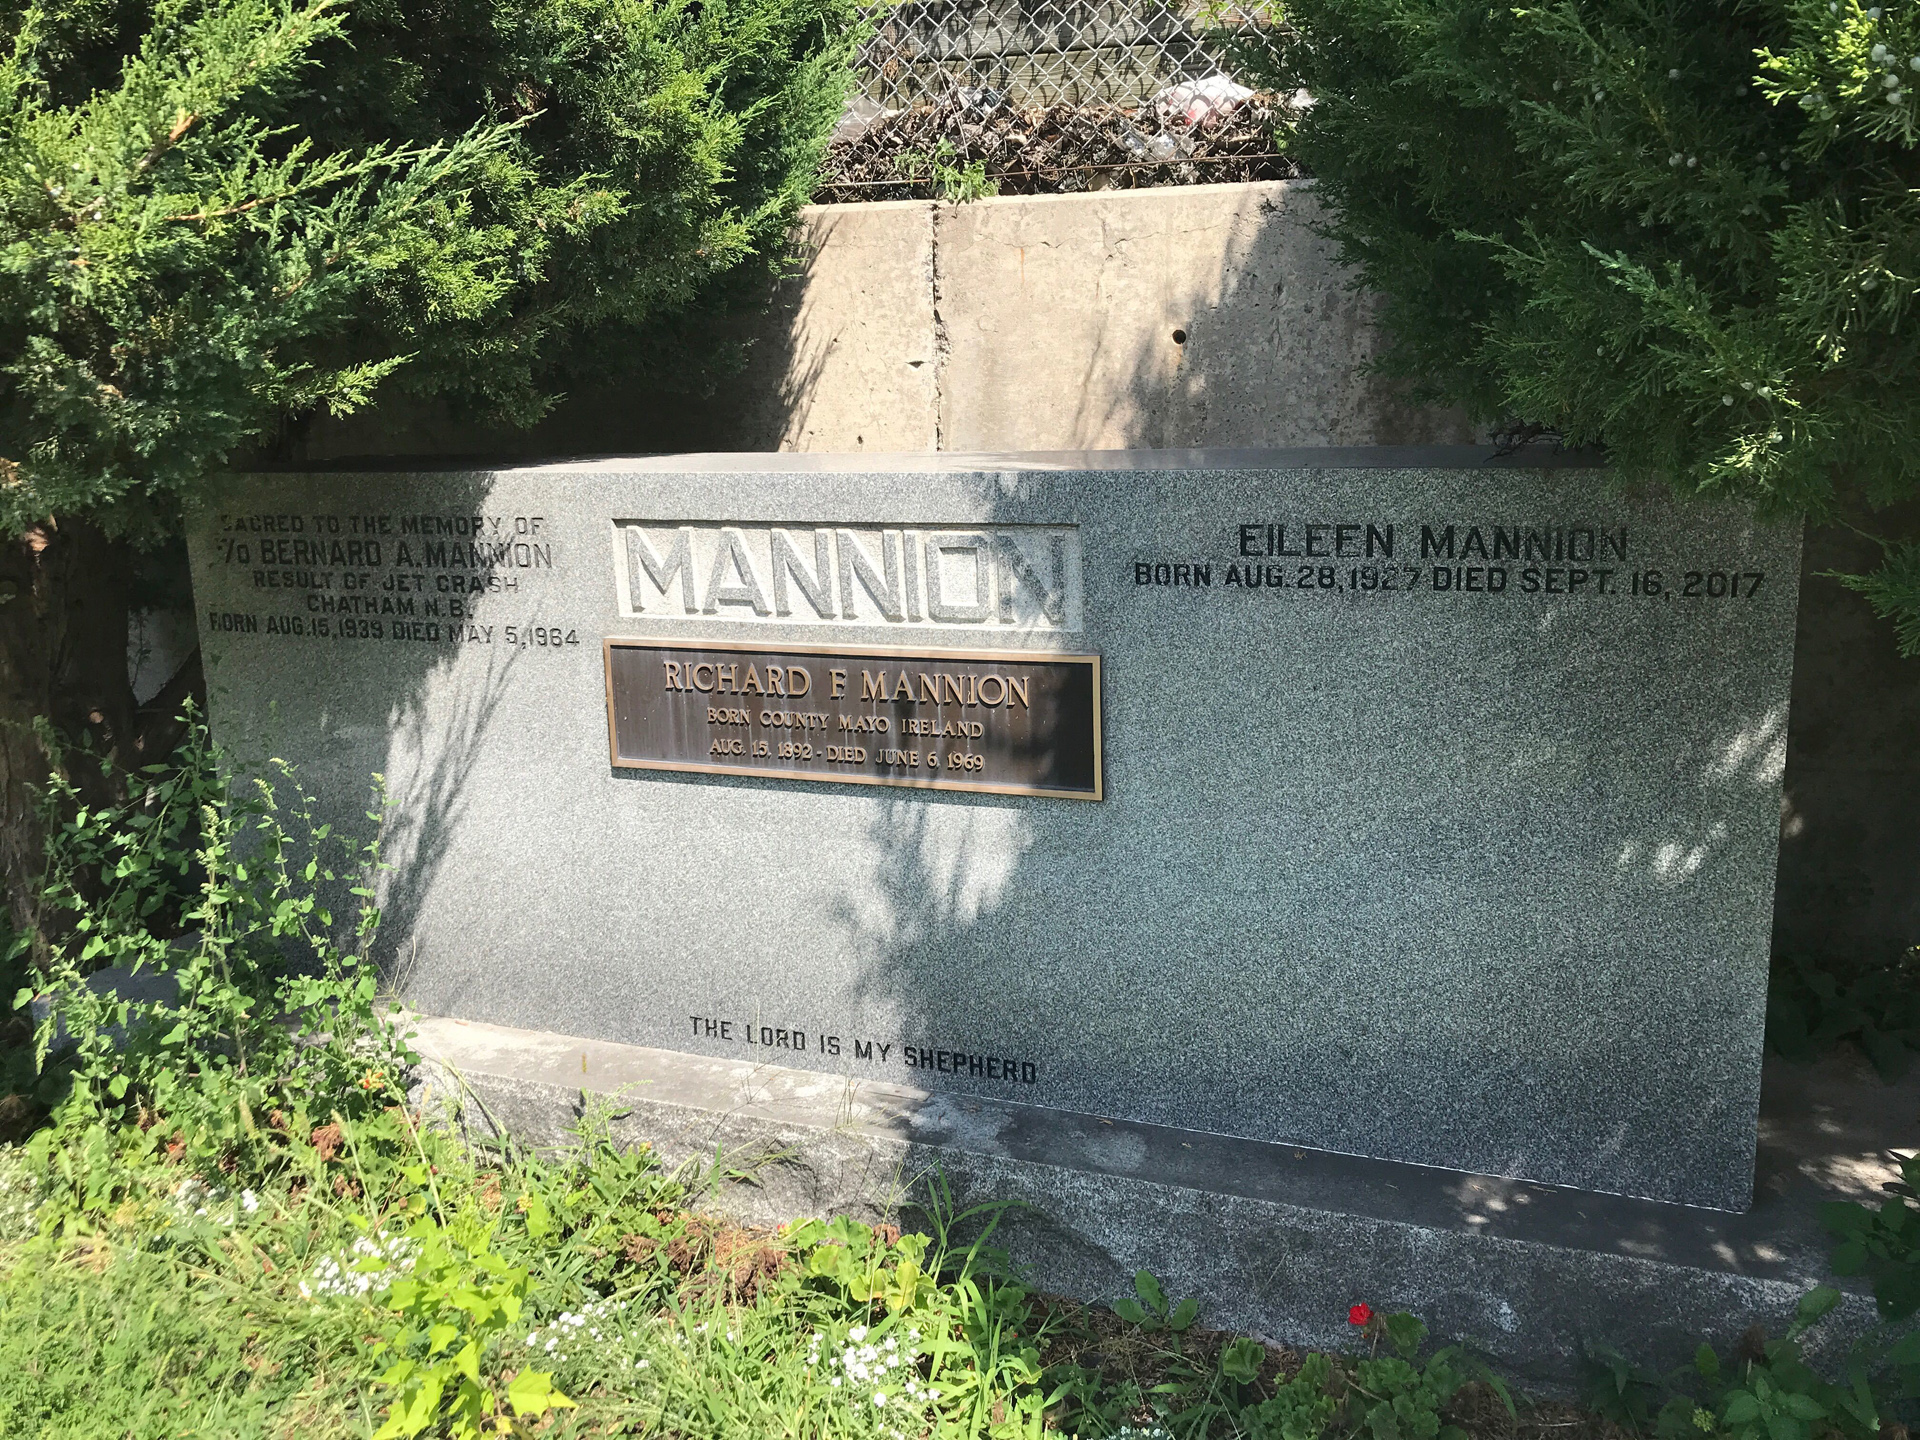 SACRED TO THE MEMORY OF
F/O BERNARD A. MANNION
RESULT OF JET CRASH
CHATHAM N.B.
BORN AUG. 15, 1939 DIED MAY 5, 1964
MANNION
RICHARD F MANNION
BORN COUNTY MAYO IRELAND
AUG. 15. 1892 - DIED JUNE 6, 1969
EILEEN MANNION
BORN AUG. 28, 1927 DIED SEPT. 16, 2017
THE LORD IS MY SHEPHERD